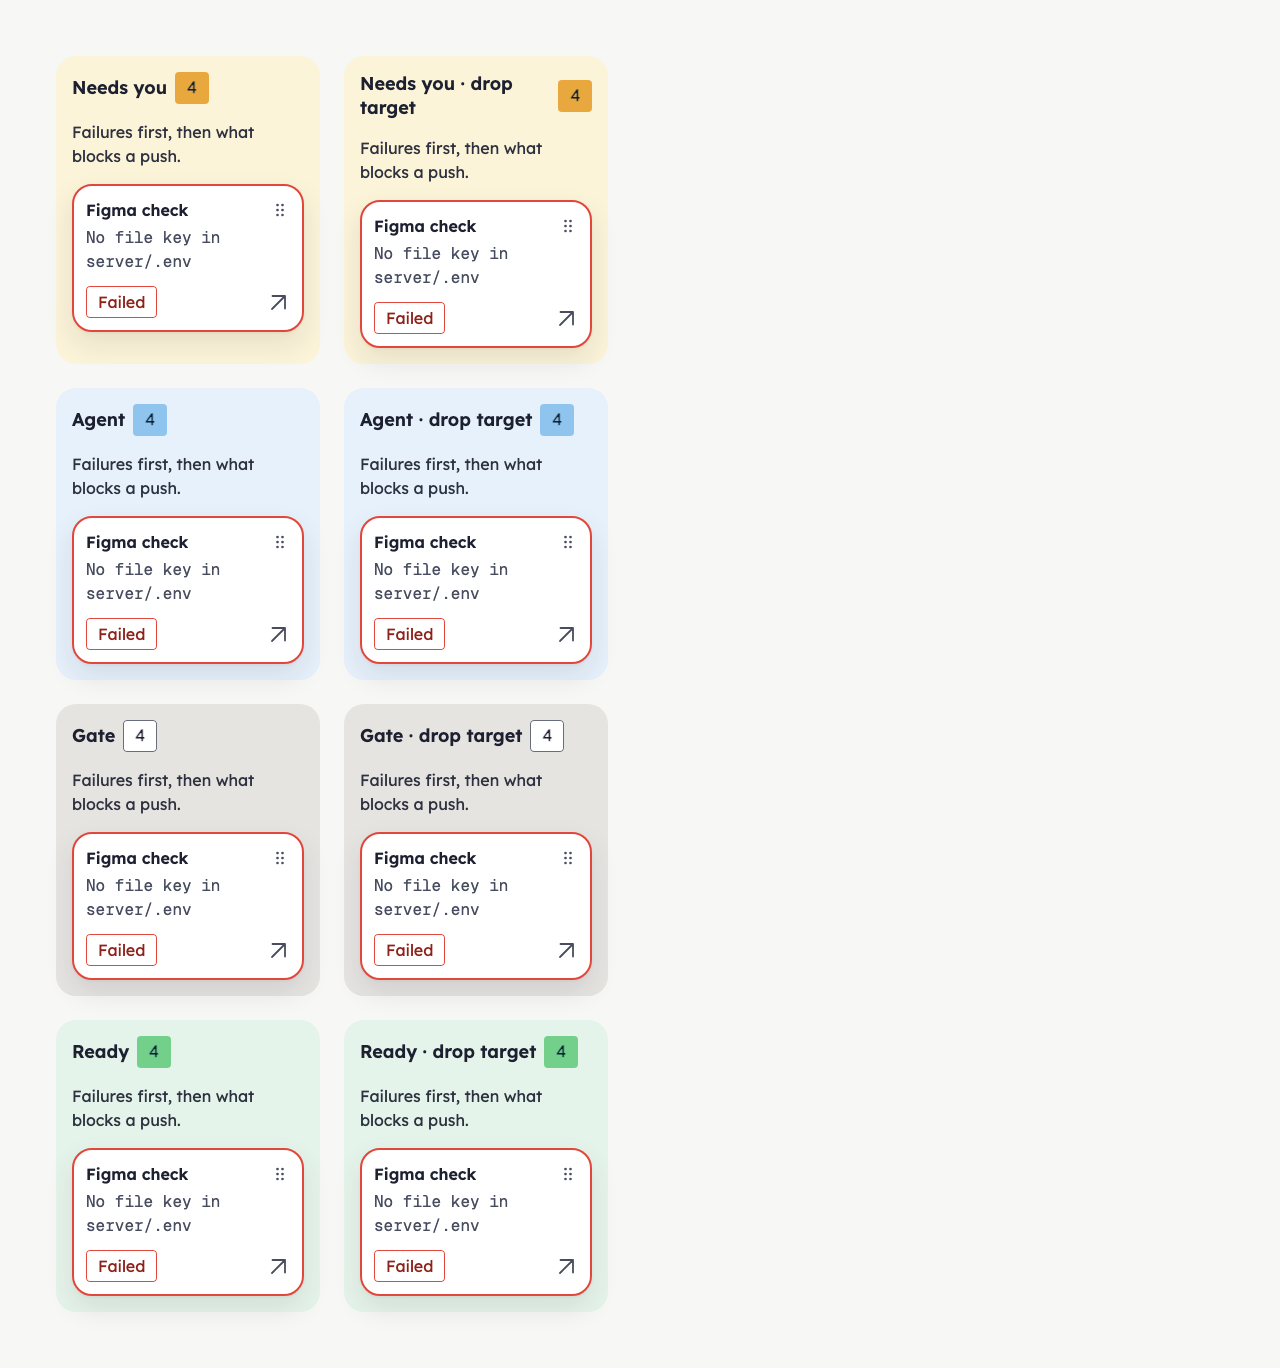 Needs you 4
Failures first, then what
blocks a push.
Figma check
No file key in
server/.env
Failed
Needs you · drop
target
4
Failures first, then what
blocks a push.
Figma check
No file key in
server/.env
Failed
Agent 4
Failures first, then what
blocks a push.
Figma check
No file key in
server/.env
Failed
Agent · drop target 4
Failures first, then what
blocks a push.
Figma check
No file key in
server/.env
Failed
Gate 4
Failures first, then what
blocks a push.
Figma check
No file key in
server/.env
Failed
Gate · drop target 4
Failures first, then what
blocks a push.
Figma check
No file key in
server/.env
Failed
Ready 4
Failures first, then what
blocks a push.
Figma check
No file key in
server/.env
Failed
Ready · drop target 4
Failures first, then what
blocks a push.
Figma check
No file key in
server/.env
Failed